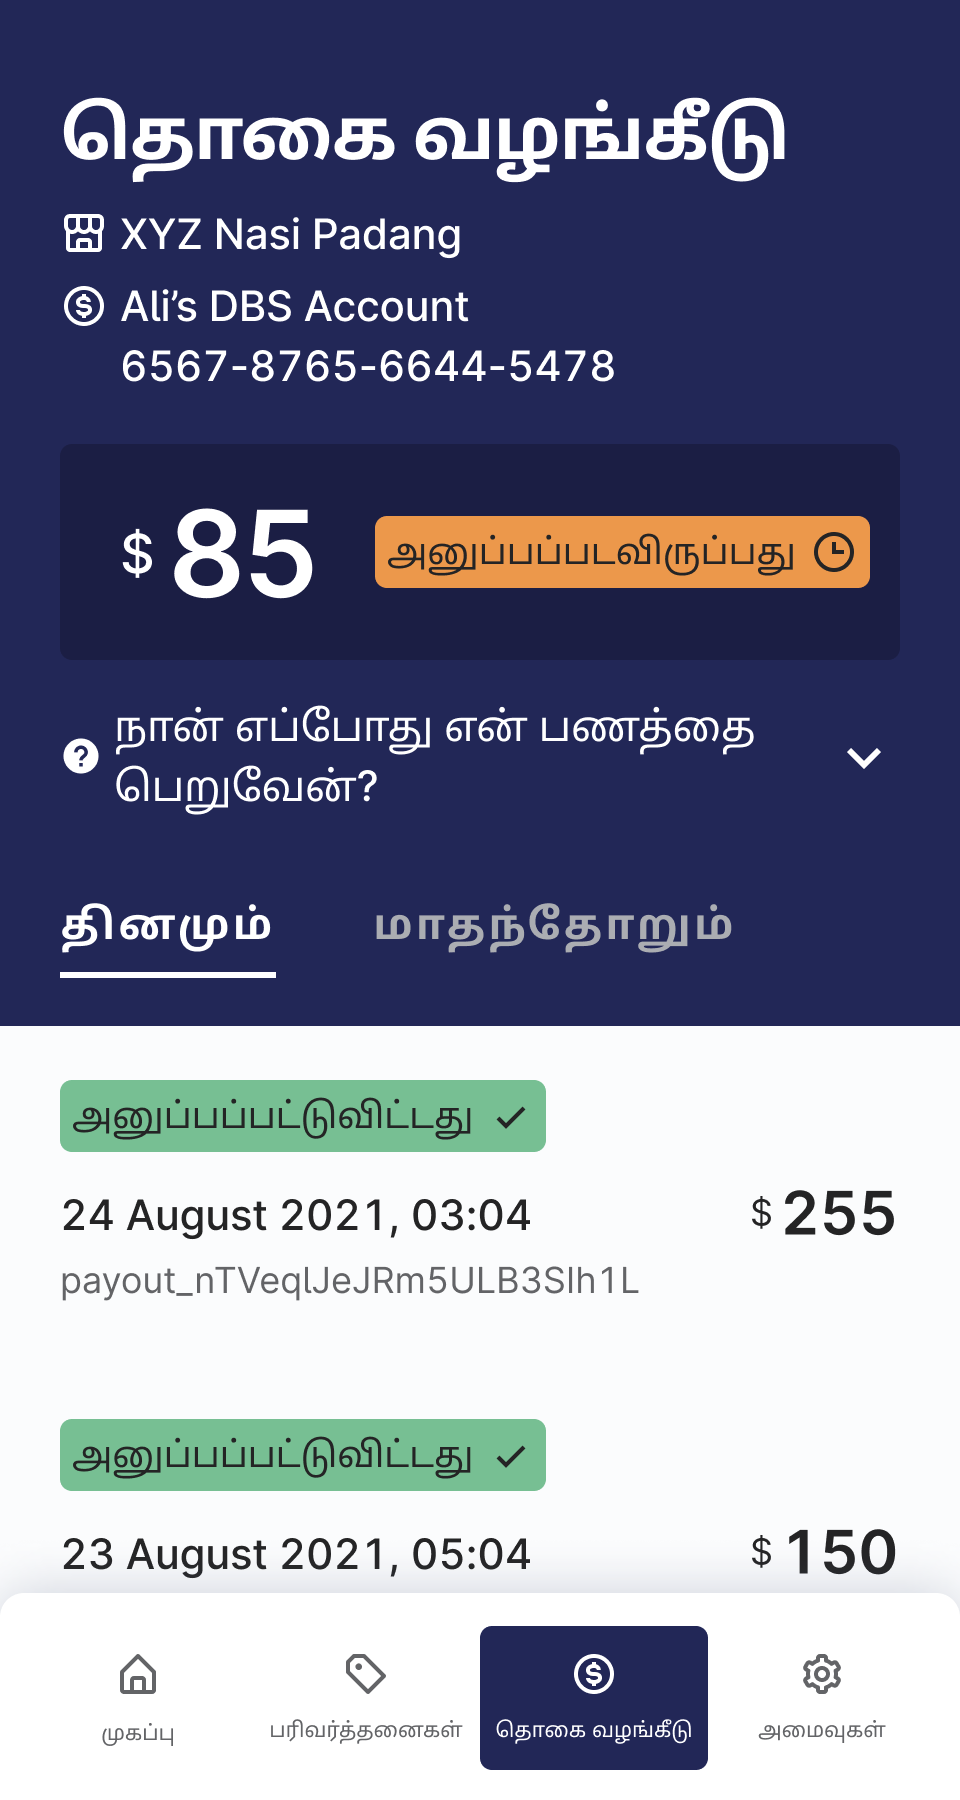 தொகை வழங்கீடு
XYZ Nasi Padang
Ali’s DBS Account
6567-8765-6644-5478
$ 85 அனுப்பப்படவிருப்பது
நான் எப்போது என் பணத்தை
பெறுவேன்?
தினமும் மாதந்தோறும்
அனுப்பப்பட்டுவிட்டது
24 August 2021, 03:04 $ 255
payout_nTVeqlJeJRm5ULB3SIh1L
அனுப்பப்பட்டுவிட்டது
23 August 2021, 05:04 $ 150
முகப்பு பரிவர்த்தனைகள் தொகை வழங்கீடு அமைவுகள்